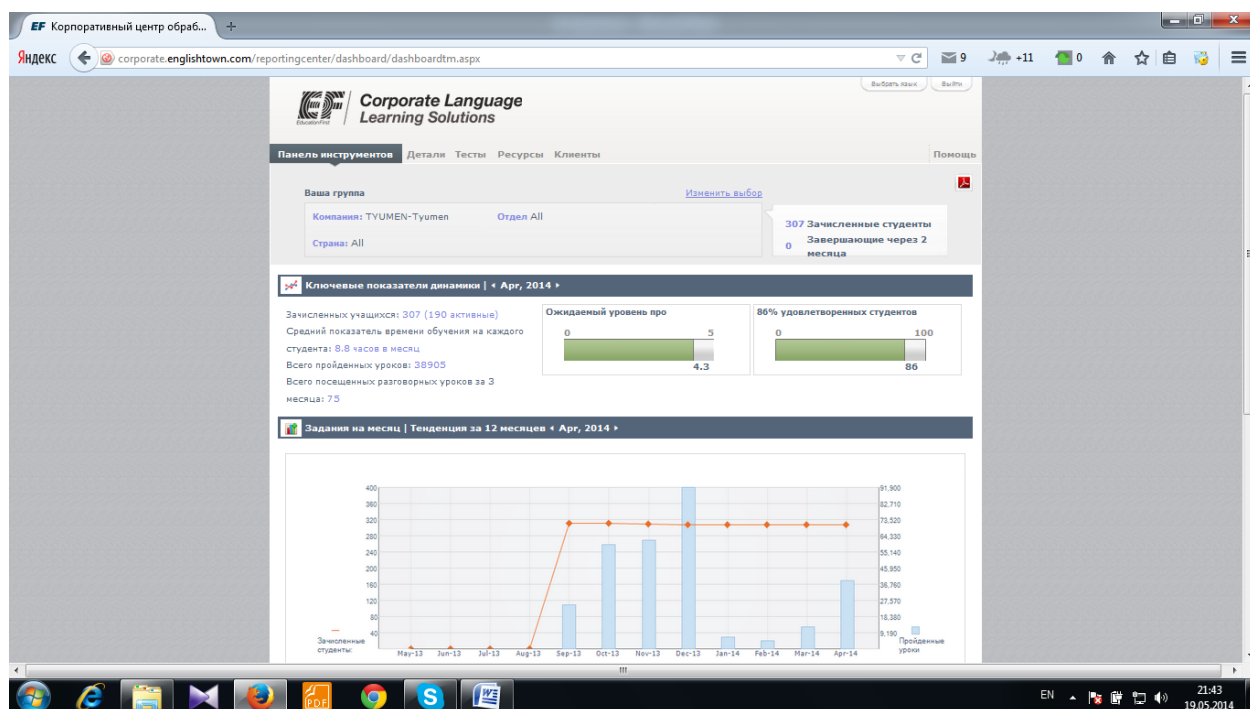 EF Корпоративный центр обраб...
Яндекс
corporate.englishtown.com/reportingcenter/dashboard/dashboardtm.aspx
9
+11
0
Выбрать язык
Выйти
EF
EducationFirst
Corporate Language
Learning Solutions
Панель инструментов Детали Тесты Ресурсы Клиенты Помощь
Ваша группа Изменить выбор
Компания: TYUMEN-Tyumen Отдел All
Страна: All
307 Зачисленные студенты
0 Завершающие через 2
месяца
Ключевые показатели динамики | Apr, 2014
Зачисленных учащихся: 307 (190 активные)
Средний показатель времени обучения на каждого
студента: 8.8 часов в месяц
Всего пройденных уроков: 38905
Всего посещенных разговорных уроков за 3
месяца: 75
Ожидаемый уровень про
0 5
4.3
86% удовлетворенных студентов
0 100
86
Задания на месяц | Тенденция за 12 месяцев Apr, 2014
400 91,900
360 82,710
320 73,520
280 64,330
240 55,140
200 45,950
160 36,760
120 27,570
80 18,380
40 9,190
Зачисленные
студенты:
Пройденные
уроки
May-13 Jun-13 Jul-13 Aug-13 Sep-13 Oct-13 Nov-13 Dec-13 Jan-14 Feb-14 Mar-14 Apr-14
PDF
EN
21:43
19.05.2014